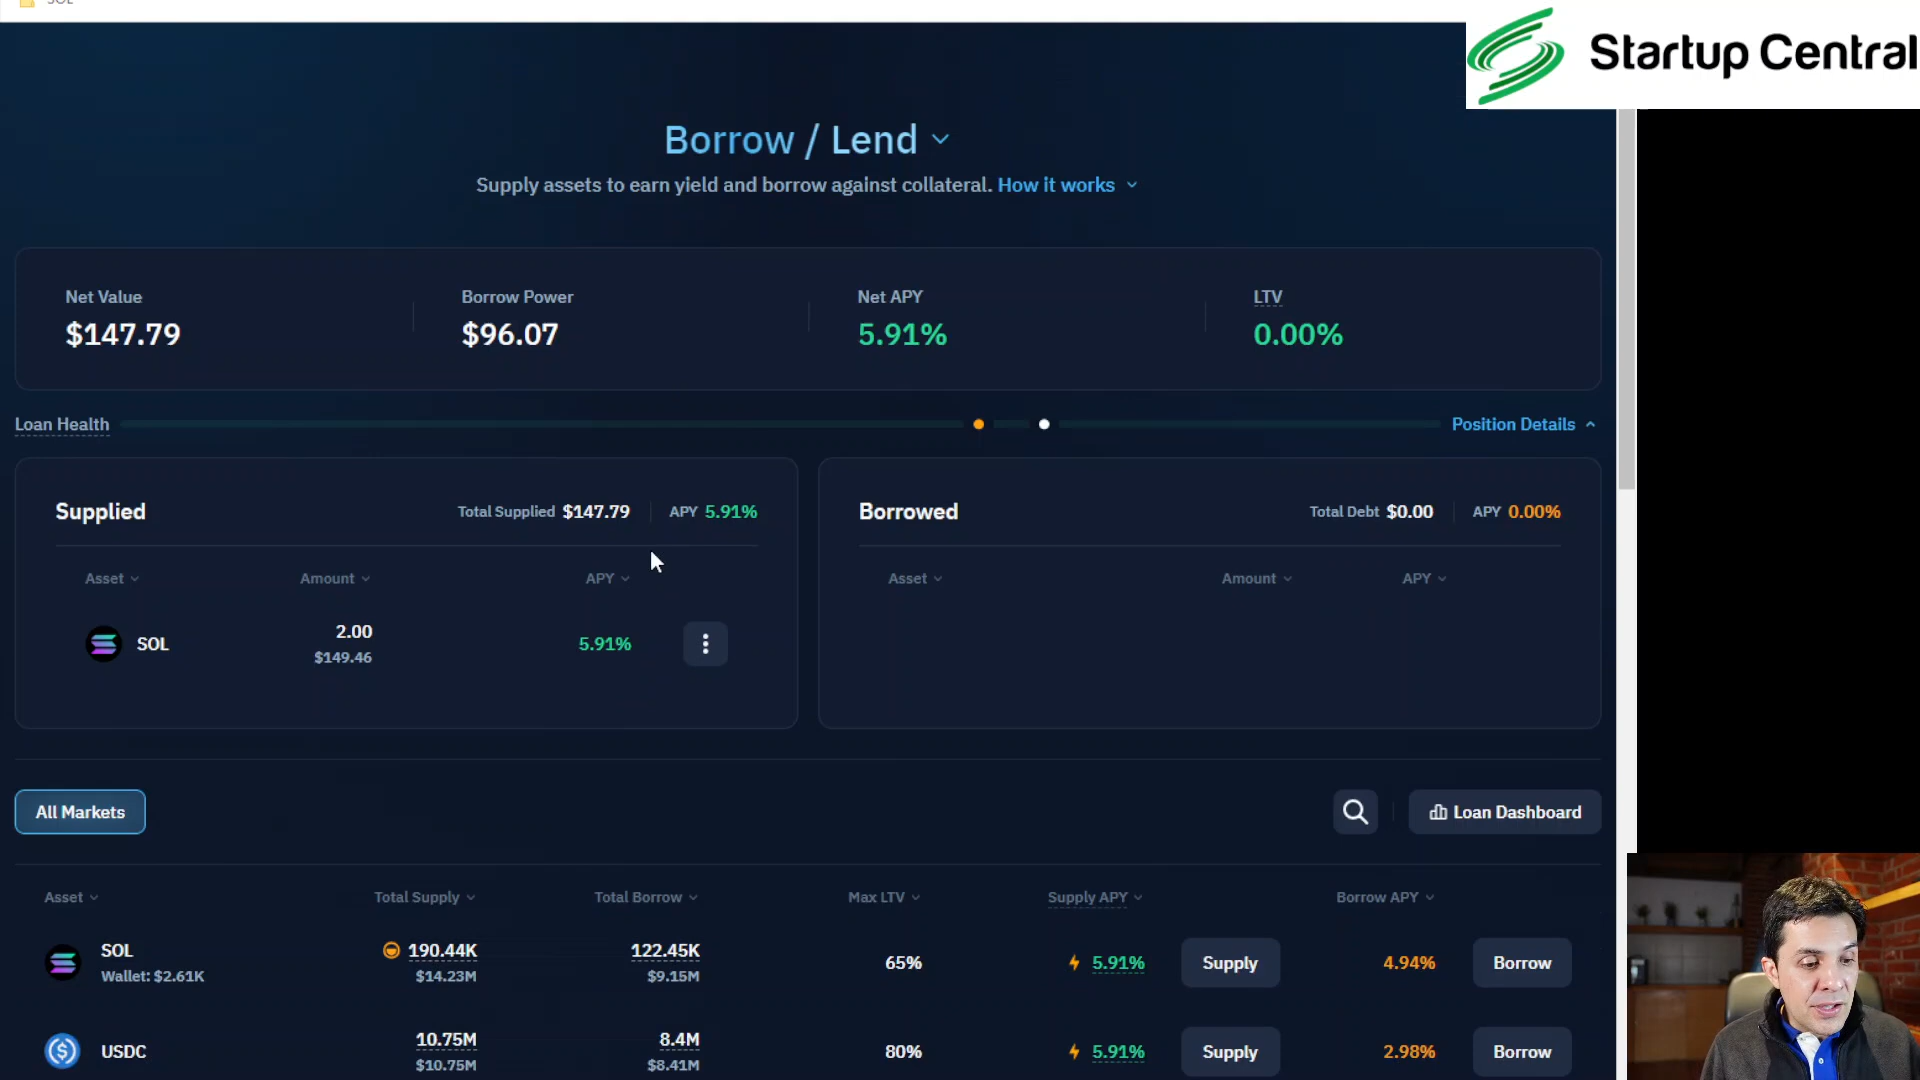 SOL
Startup Central
Borrow / Lend
Supply assets to earn yield and borrow against collateral. How it works
Net Value
Borrow Power
Net APY
LTV
$147.79
$96.07
5.91%
0.00%
Loan Health
Position Details
Supplied
Total Supplied $147.79
APY 5.91%
Borrowed
Total Debt $0.00
APY 0.00%
Asset
Amount
APY
Asset
Amount
APY
SOL
2.00
$149.46
5.91%
All Markets
Loan Dashboard
Asset
Total Supply
Total Borrow
Max LTV
Supply APY
Borrow APY
SOL
Wallet: $2.61K
190.44K
$14.23M
122.45K
$9.15M
65%
5.91%
Supply
4.94%
Borrow
USDC
10.75M
$10.75M
8.4M
$8.41M
80%
5.91%
Supply
2.98%
Borrow